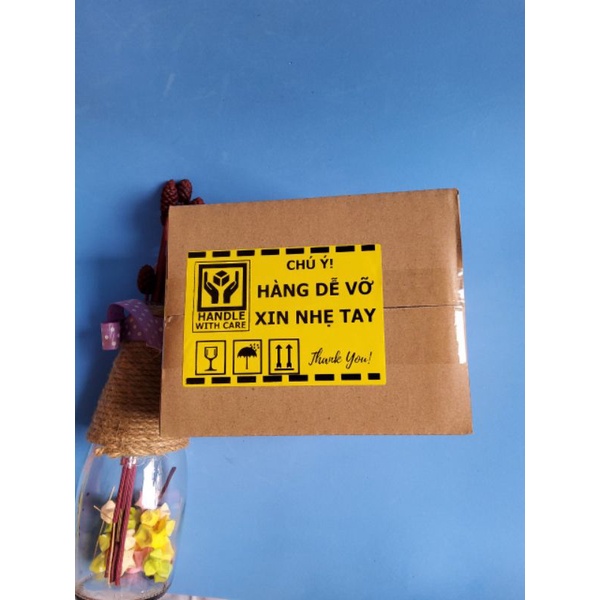 CHÚ Ý!
HÀNG DỄ VỠ
XIN NHẸ TAY
HANDLE
WITH CARE
Thank You!